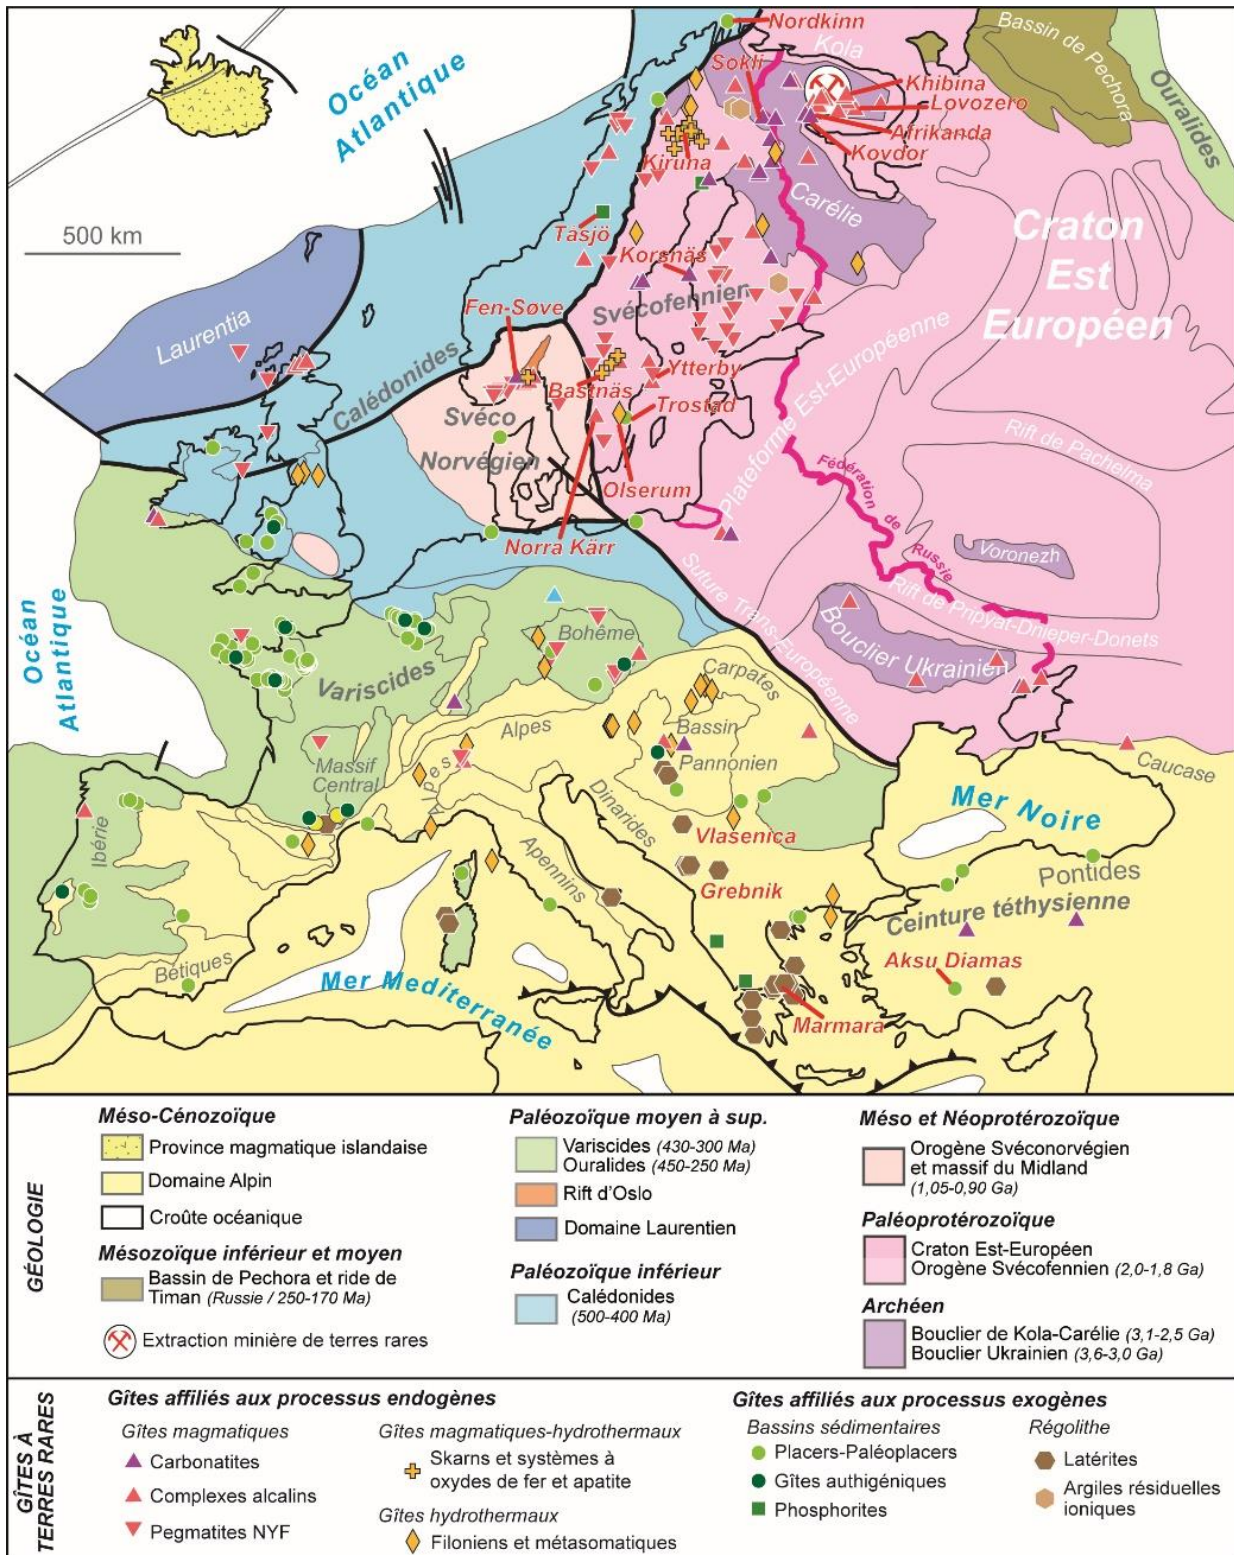 Nordkinn
Kola
Bassin de Pechora
Ouralides
Océan
Atlantique
Sokli
Khibina
Lovozero
Afrikanda
Kovdor
Kiruna
Carélie
500 km
Tasjö
Korsnäs
Craton
Est
Européen
Laurentia
Fen-Søve
Svécofennien
Calédonides
Bastnäs
Ytterby
Trostad
Svéco
Norvégien
Plateforme Est-Européenne
Rift de Pachelma
Olserum
Fédération de Russie
Norra Kärr
Voronezh
Océan
Atlantique
Suture Trans-Européenne
Rift de Pripyat-Dnieper-Donets
Bohême
Bouclier Ukrainien
Variscides
Carpates
Alpes
Bassin
Pannonien
Massif
Central
Alpes
Caucase
Mer Noire
Ibérie
Dinarides
Vlasenica
Apennins
Grebnik
Pontides
Ceinture téthysienne
Bétiques
Mer Mediterranée
Aksu Diamas
Marmara
GÉOLOGIE
Méso-Cénozoïque
Province magmatique islandaise
Domaine Alpin
Croûte océanique
Mésozoïque inférieur et moyen
Bassin de Pechora et ride de
Timan (Russie / 250-170 Ma)
Extraction minière de terres rares
Paléozoïque moyen à sup.
Variscides (430-300 Ma)
Ouralides (450-250 Ma)
Rift d'Oslo
Domaine Laurentien
Paléozoïque inférieur
Calédonides
(500-400 Ma)
Méso et Néoprotérozoïque
Orogène Svéconorvégien
et massif du Midland
(1,05-0,90 Ga)
Paléoprotérozoïque
Craton Est-Européen
Orogène Svécofennien (2,0-1,8 Ga)
Archéen
Bouclier de Kola-Carélie (3,1-2,5 Ga)
Bouclier Ukrainien (3,6-3,0 Ga)
GÎTES À
TERRES RARES
Gîtes affiliés aux processus endogènes
Gîtes magmatiques
Carbonatites
Complexes alcalins
Pegmatites NYF
Gîtes magmatiques-hydrothermaux
Skarns et systèmes à
oxydes de fer et apatite
Gîtes hydrothermaux
Filoniens et métasomatiques
Gîtes affiliés aux processus exogènes
Bassins sédimentaires
Placers-Paléoplacers
Gîtes authigéniques
Phosphorites
Régolithe
Latérites
Argiles résiduelles
ioniques